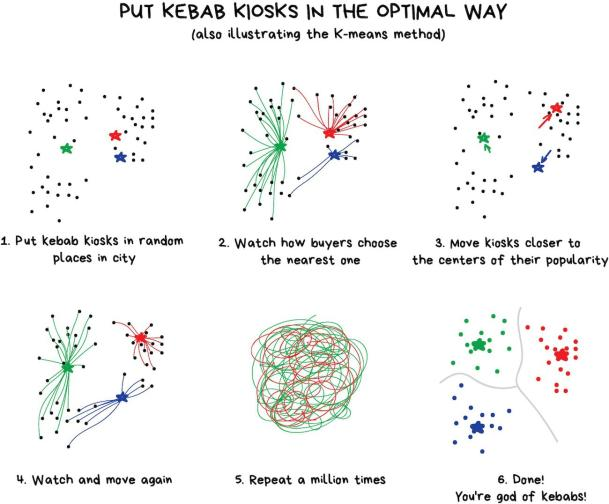 PUT KEBAB KIOSKS IN THE OPTIMAL WAY
(also illustrating the K-means method)
1. Put kebab kiosks in random
places in city
2. Watch how buyers choose
the nearest one
3. Move kiosks closer to
the centers of their popularity
4. Watch and move again
5. Repeat a million times
6. Done!
You're god of kebabs!